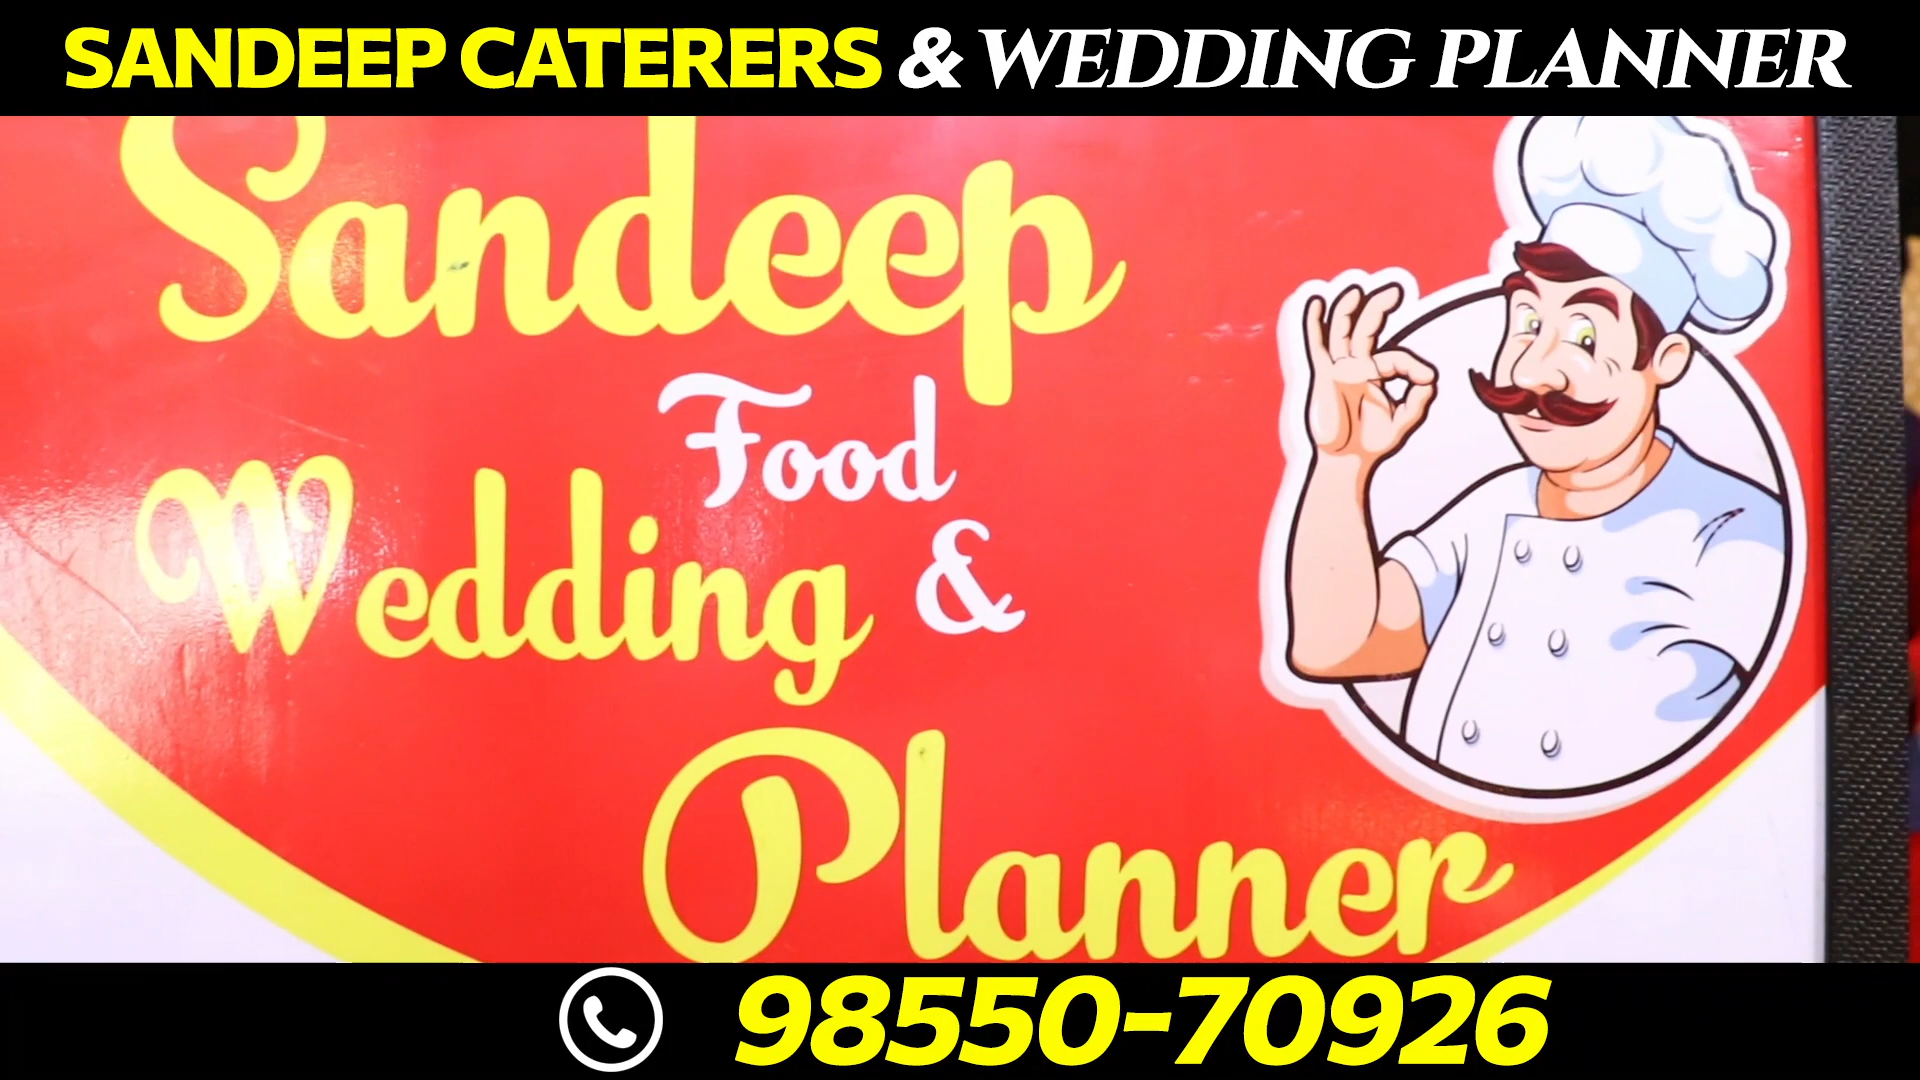 SANDEEP CATERERS & WEDDING PLANNER
Sandeep
Food
Wedding &
Planner
98550-70926